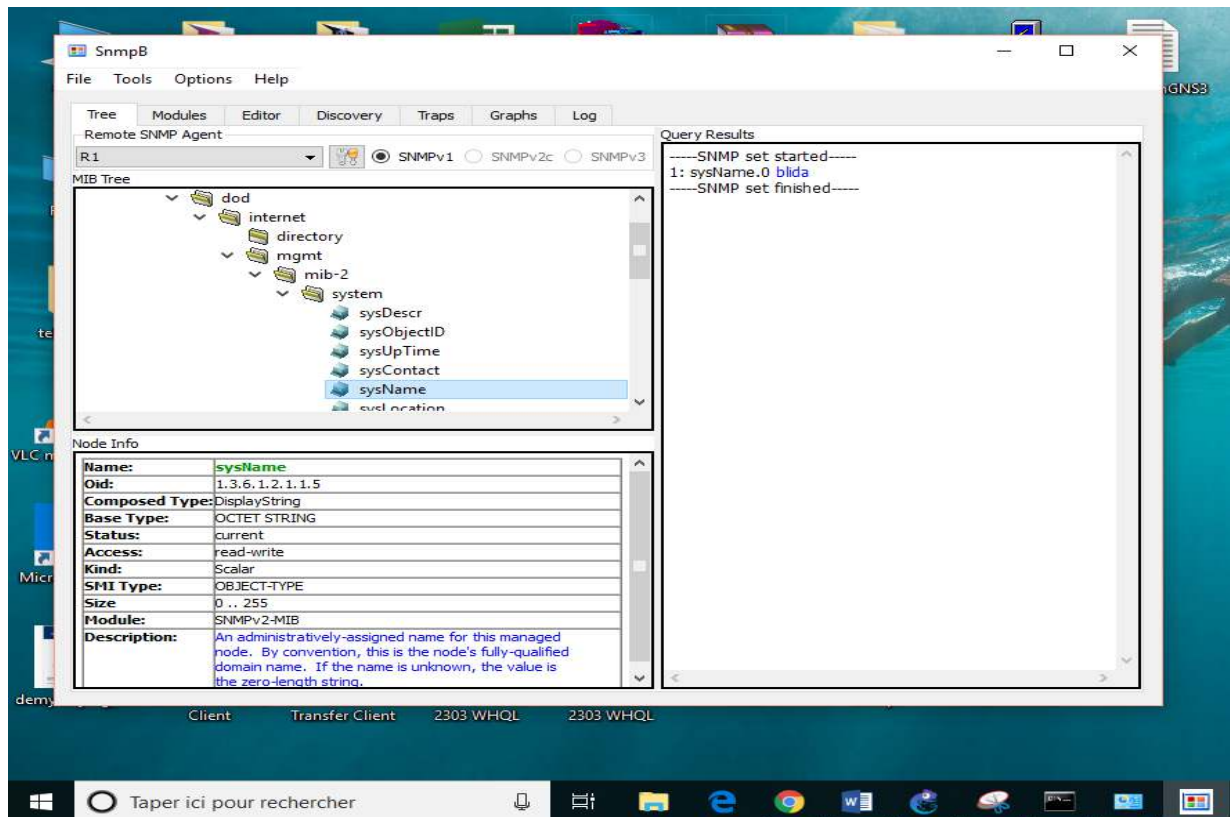 SnmpB
File Tools Options Help
Tree Modules Editor Discovery Traps Graphs Log
Remote SNMP Agent
R1 SNMPv1 SNMPv2c SNMPv3
MIB Tree
dod
internet
directory
mgmt
mib-2
system
sysDescr
sysObjectID
sysUpTime
sysContact
sysName
sysLocation
Node Info
Name: sysName
Oid: 1.3.6.1.2.1.1.5
Composed Type: DisplayString
Base Type: OCTET STRING
Status: current
Access: read-write
Kind: Scalar
SMI Type: OBJECT-TYPE
Size 0 .. 255
Module: SNMPv2-MIB
Description: An administratively-assigned name for this managed
node. By convention, this is the node's fully-qualified
domain name. If the name is unknown, the value is
the zero-length string.
Query Results
-----SNMP set started-----
1: sysName.0 blida
-----SNMP set finished-----
GNS3
VLC
Micr
demy
Client Transfer Client 2303 WHQL 2303 WHQL
Taper ici pour rechercher